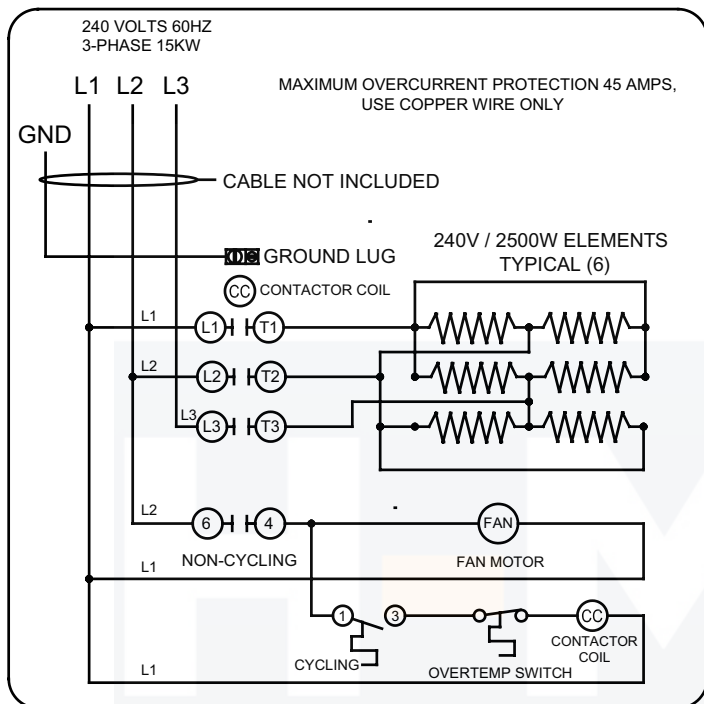 240 VOLTS 60HZ
3-PHASE 15KW
L1 L2 L3
MAXIMUM OVERCURRENT PROTECTION 45 AMPS,
USE COPPER WIRE ONLY
GND
CABLE NOT INCLUDED
GROUND LUG
240V / 2500W ELEMENTS
TYPICAL (6)
CC CONTACTOR COIL
L1 L1 T1
L2 L2 T2
L3 L3 T3
L2 6 4 FAN
NON-CYCLING FAN MOTOR
L1
1 3 CC
CONTACTOR
COIL
CYCLING OVERTEMP SWITCH
L1